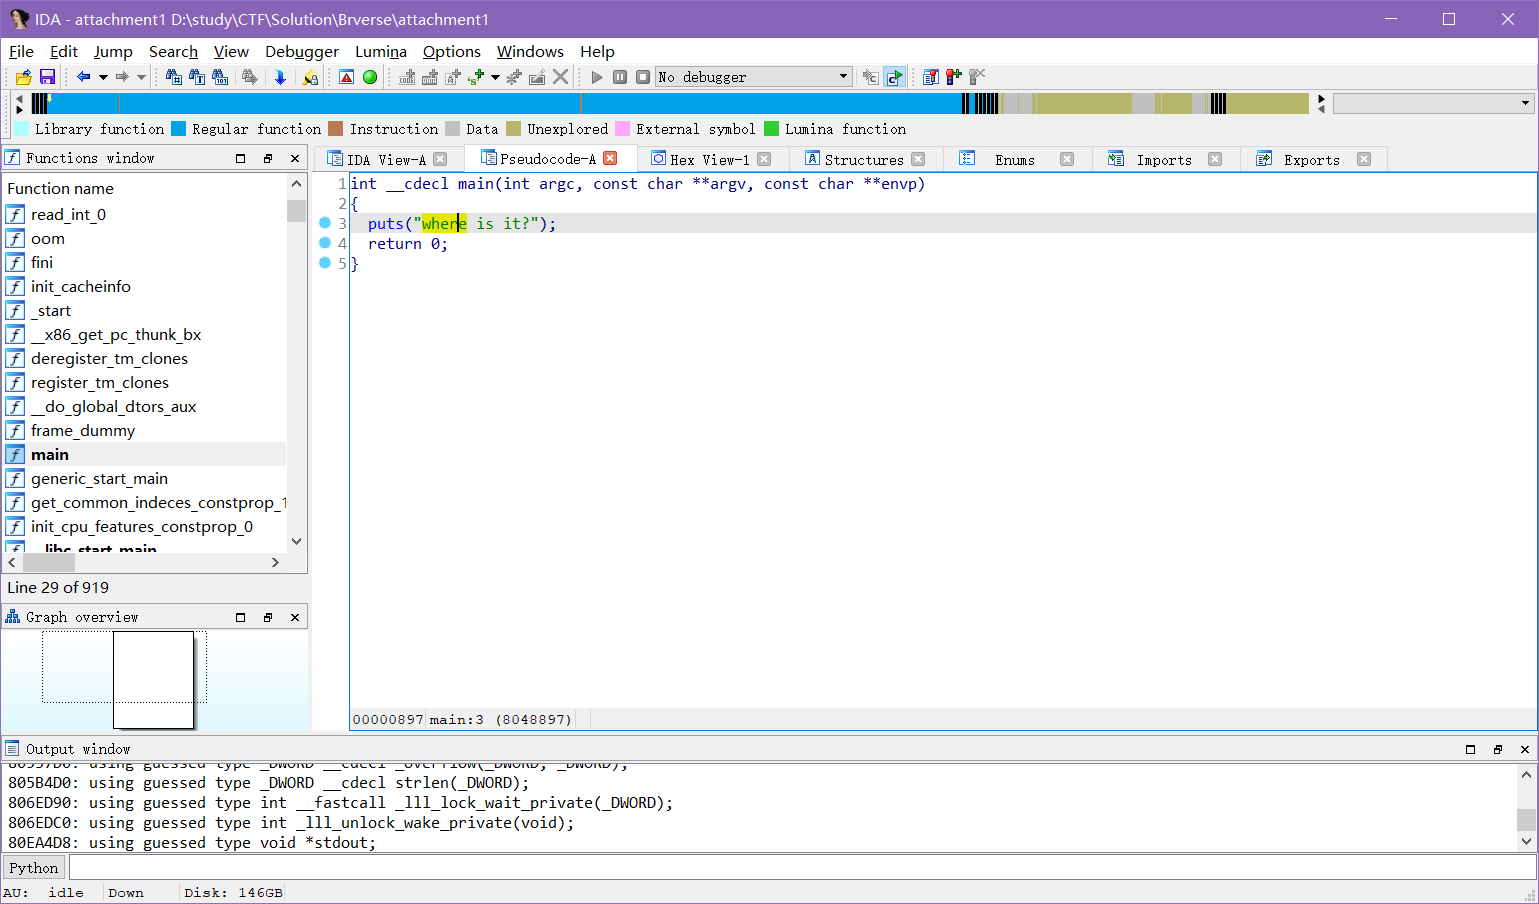 IDA - attachment1 D:\study\CTF\Solution\Brverse\attachment1
File Edit Jump Search View Debugger Lumina Options Windows Help
No debugger
Library function Regular function Instruction Data Unexplored External symbol Lumina function
Functions window
IDA View-A Pseudocode-A Hex View-1 Structures Enums Imports Exports
Function name
read_int_0
oom
fini
init_cacheinfo
_start
__x86_get_pc_thunk_bx
deregister_tm_clones
register_tm_clones
__do_global_dtors_aux
frame_dummy
main
generic_start_main
get_common_indeces_constprop_1
init_cpu_features_constprop_0
__libc_start_main
Line 29 of 919
Graph overview
1 int __cdecl main(int argc, const char **argv, const char **envp)
2 {
3 puts("where is it?");
4 return 0;
5 }
00000897 main:3 (8048897)
Output window
805B4D0: using guessed type _DWORD __cdecl strlen(_DWORD);
806ED90: using guessed type int __fastcall _lll_lock_wait_private(_DWORD);
806EDC0: using guessed type int _lll_unlock_wake_private(void);
80EA4D8: using guessed type void *stdout;
Python
AU: idle Down Disk: 146GB